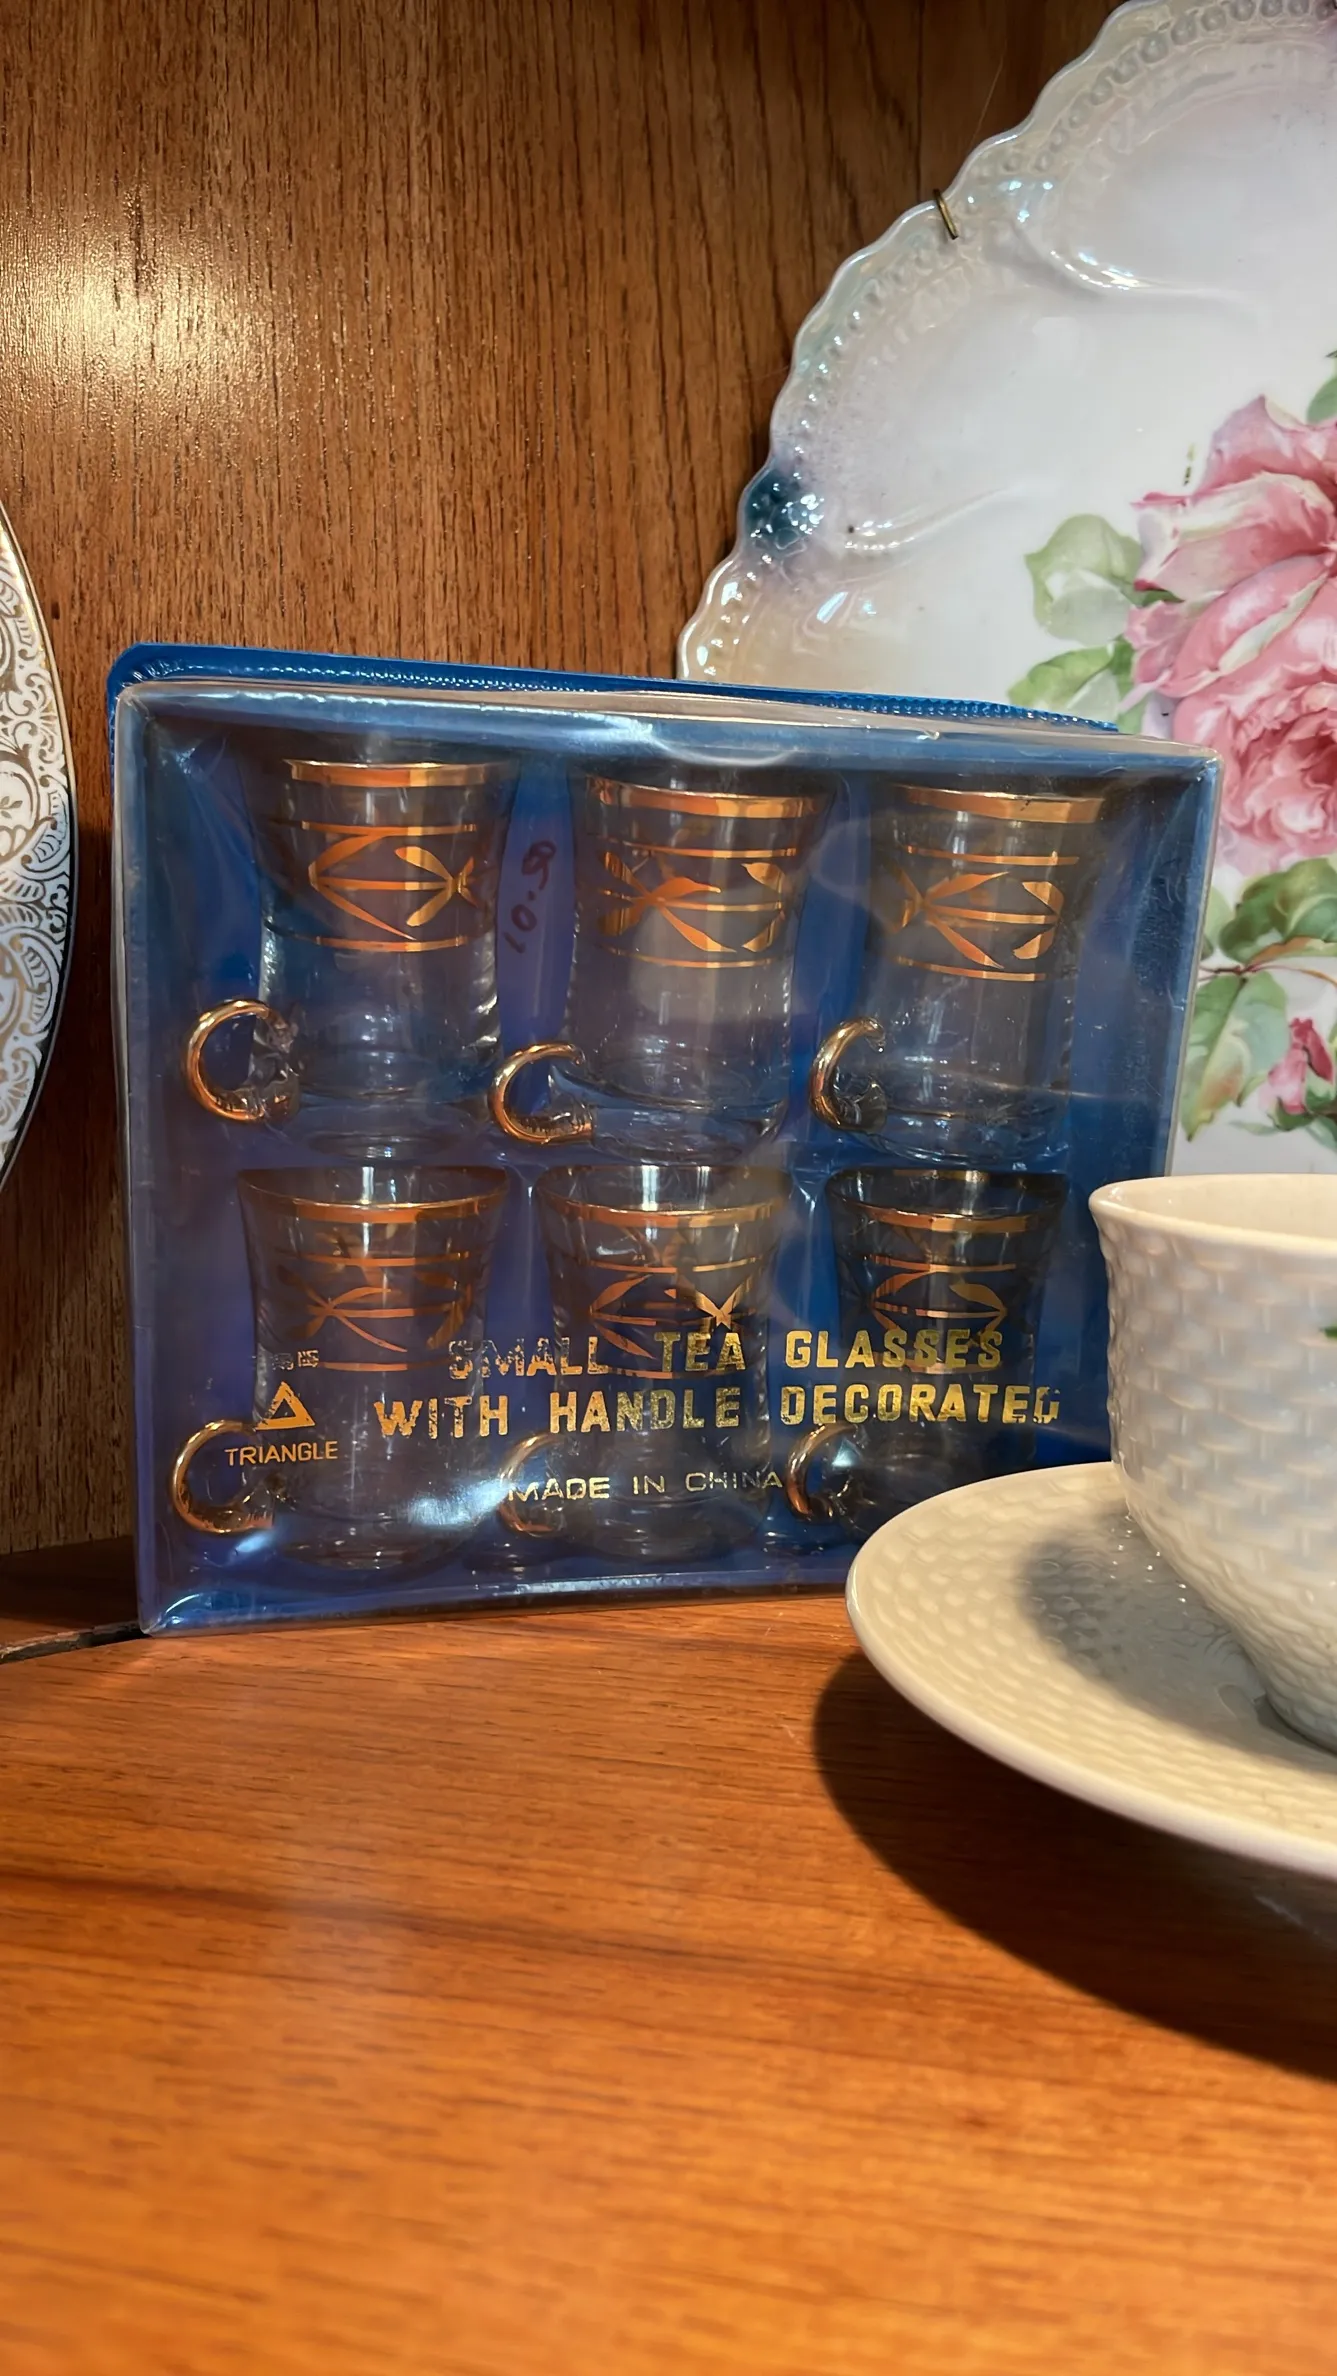 SMALL TEA GLASSES
WITH HANDLE DECORATED
TRIANGLE
MADE IN CHINA